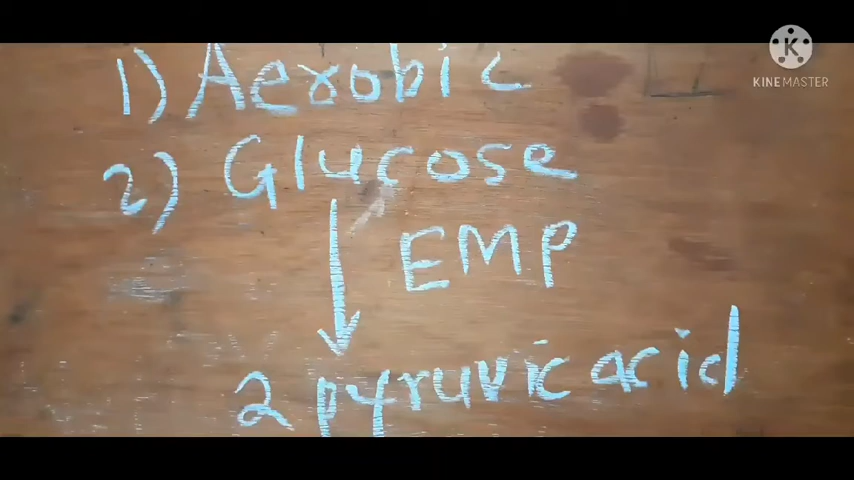 K
KINEMASTER
1) Aerobic
2) Glucose
EMP
2 pyruvic acid